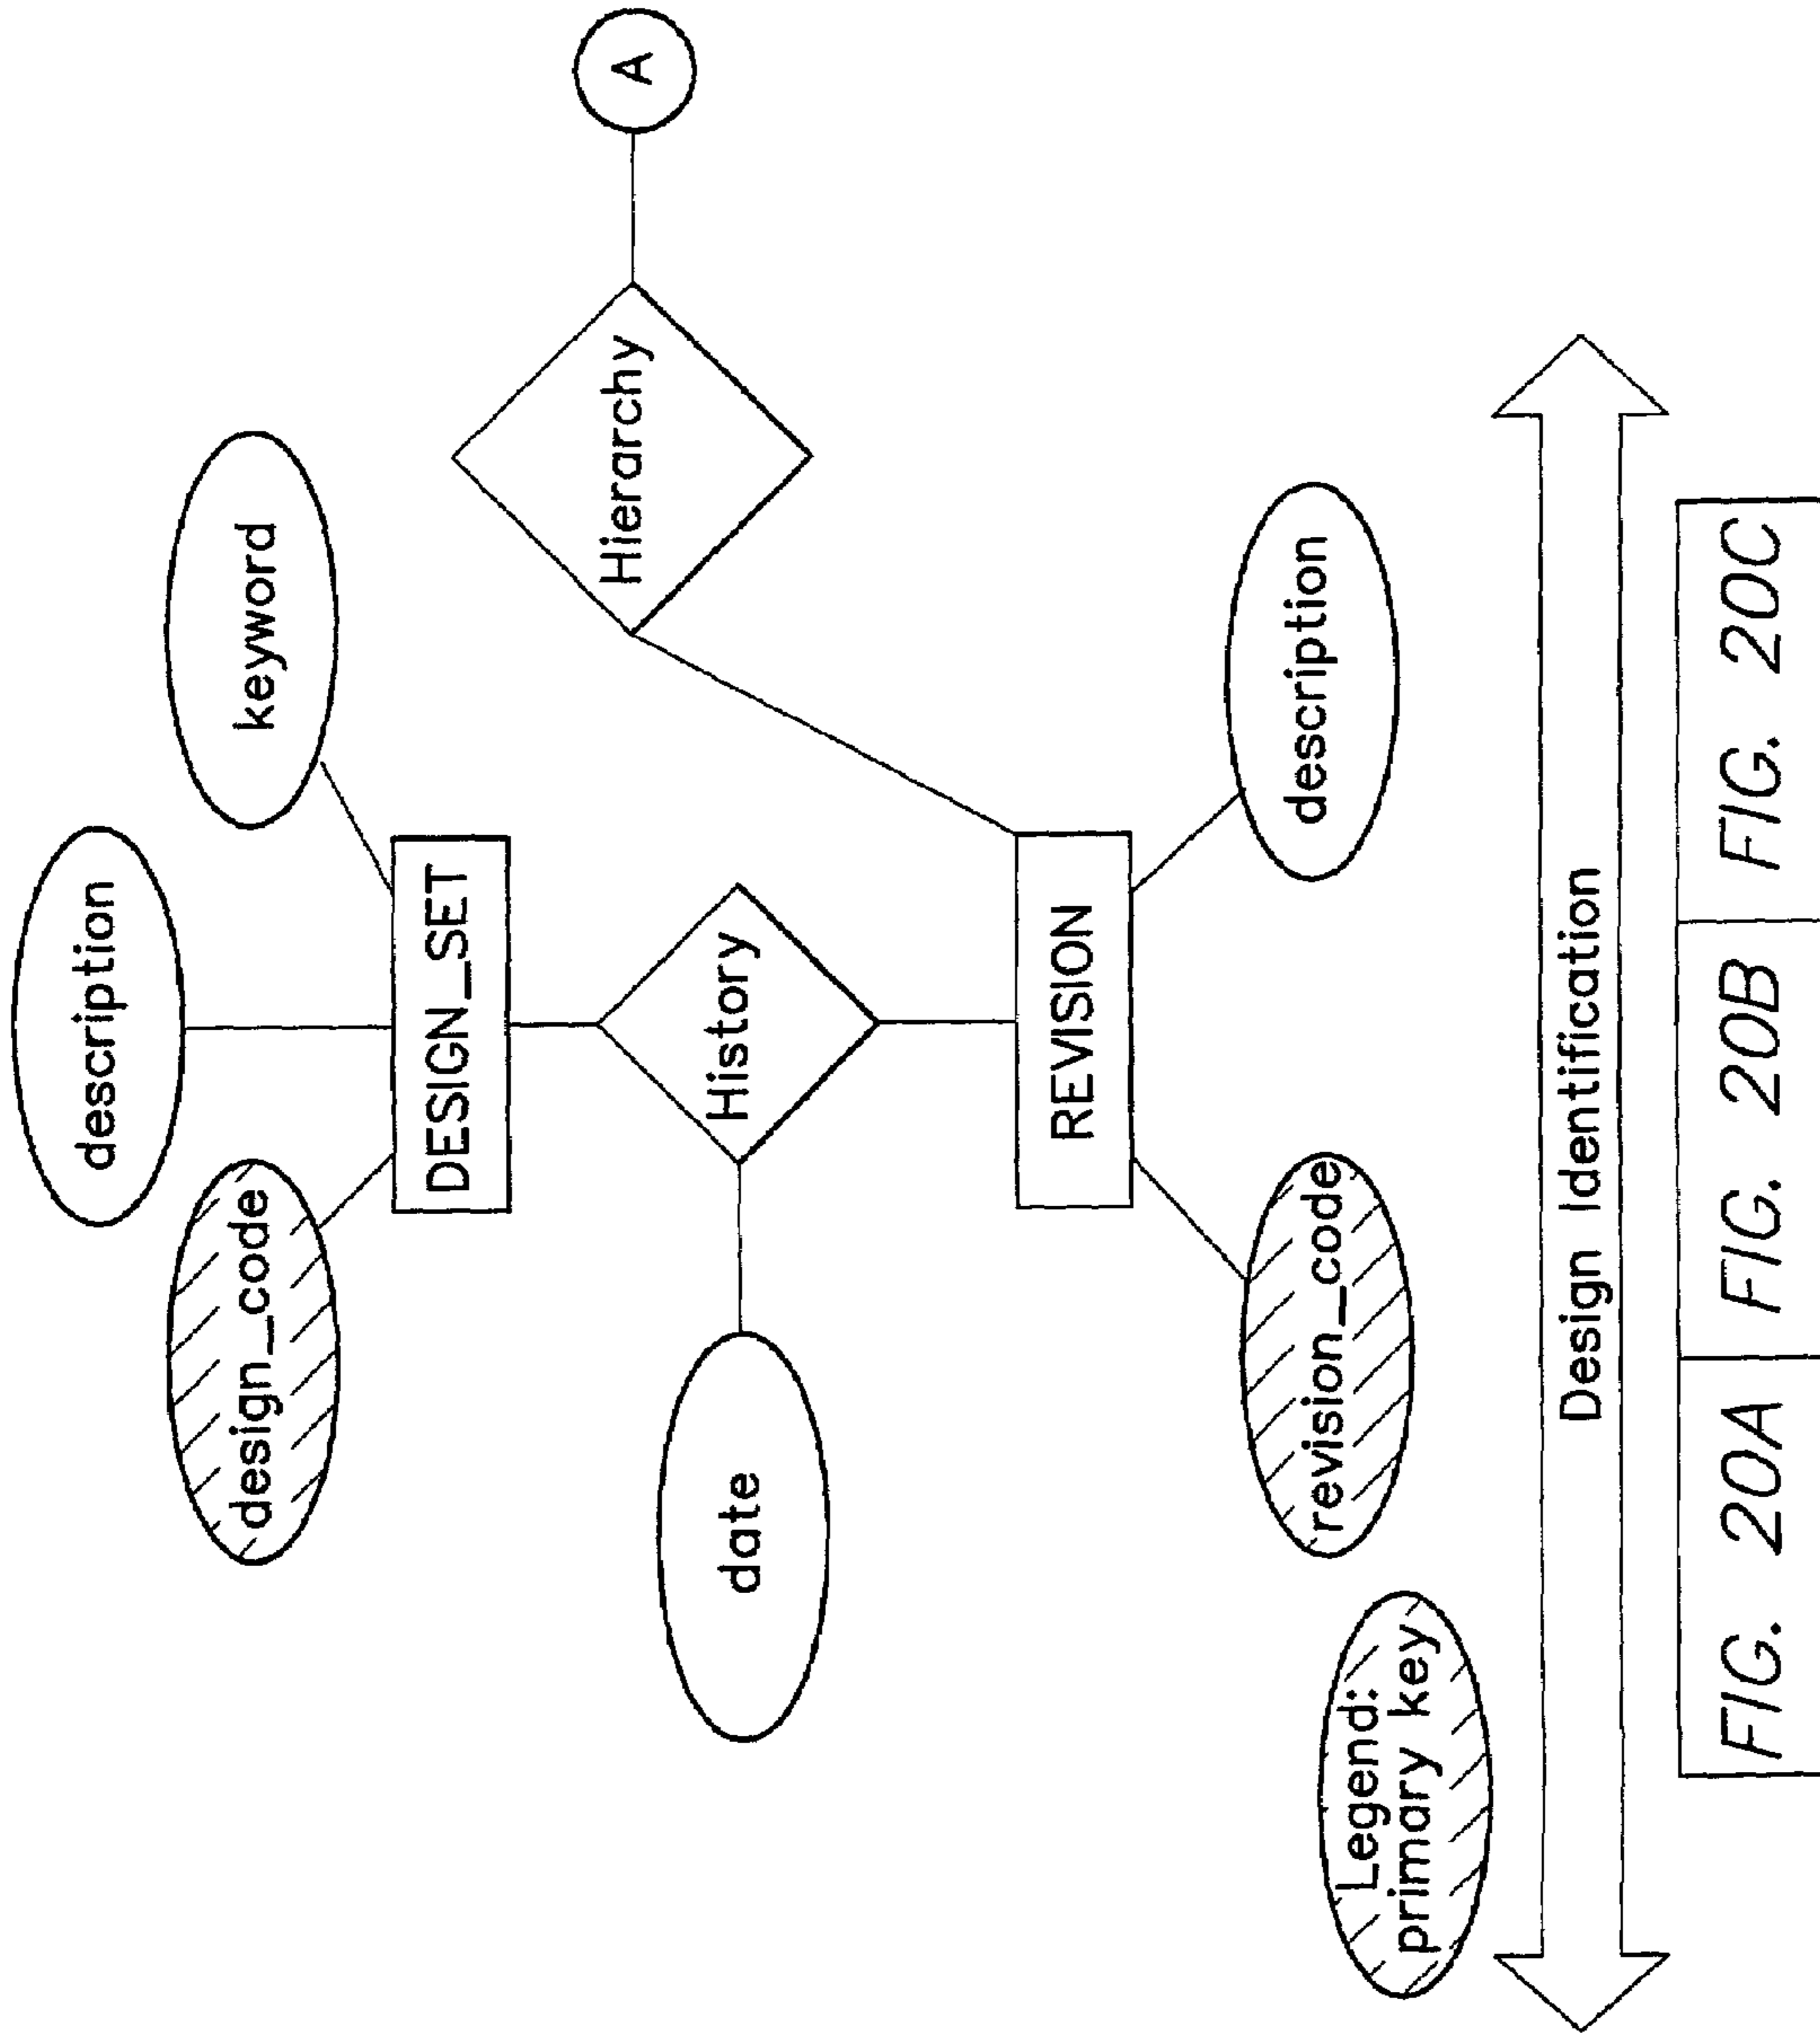 description
design_code
keyword
DESIGN_SET
Hierarchy
A
date
History
REVISION
revision_code
description
Legend:
primary key
Design Identification
FIG. 20A
FIG. 20B
FIG. 20C